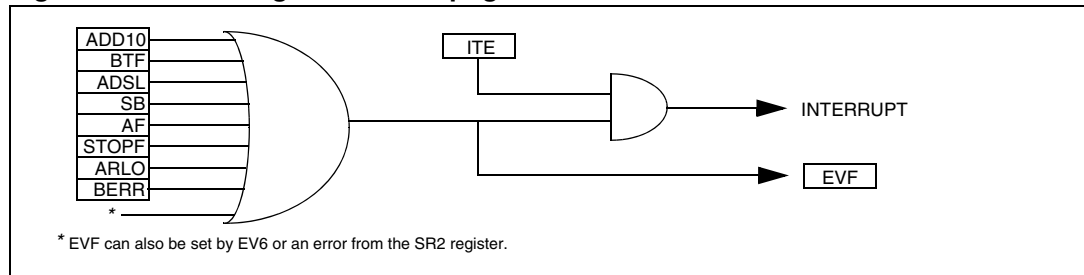 ADD10
BTF
ADSL
SB
AF
STOPF
ARLO
BERR
*
ITE
INTERRUPT
EVF
* EVF can also be set by EV6 or an error from the SR2 register.